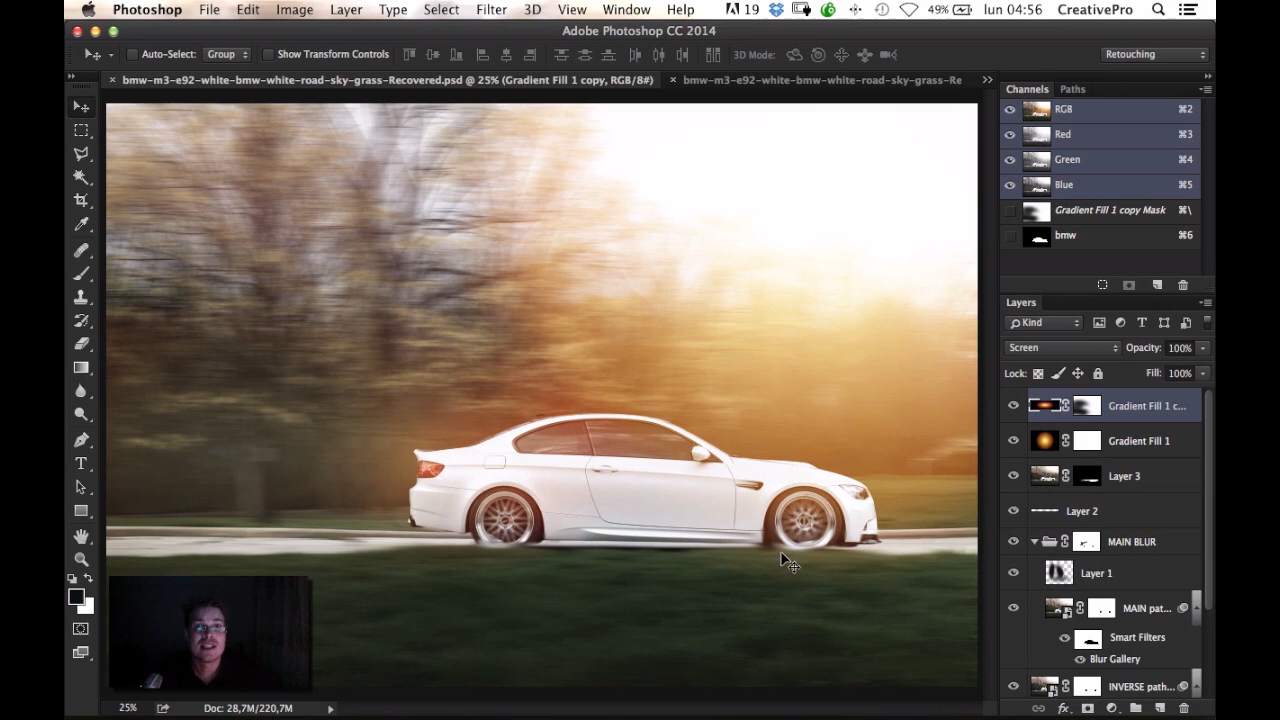 Photoshop File Edit Image Layer Type Select Filter 3D View Window Help 19 49% lun 04:56 CreativePro
Adobe Photoshop CC 2014
Auto-Select: Group Show Transform Controls 3D Mode: Retouching
× bmw-m3-e92-white-bmw-white-road-sky-grass-Recovered.psd @ 25% (Gradient Fill 1 copy, RGB/8#) × bmw-m3-e92-white-bmw-white-road-sky-grass-Re
Channels Paths
RGB ⌘2
Red ⌘3
Green ⌘4
Blue ⌘5
Gradient Fill 1 copy Mask ⌘\
bmw ⌘6
Layers
Kind
Screen Opacity: 100%
Lock: Fill: 100%
Gradient Fill 1 c...
Gradient Fill 1
Layer 3
Layer 2
MAIN BLUR
Layer 1
MAIN pat...
Smart Filters
Blur Gallery
INVERSE path...
25% Doc: 28,7M/220,7M